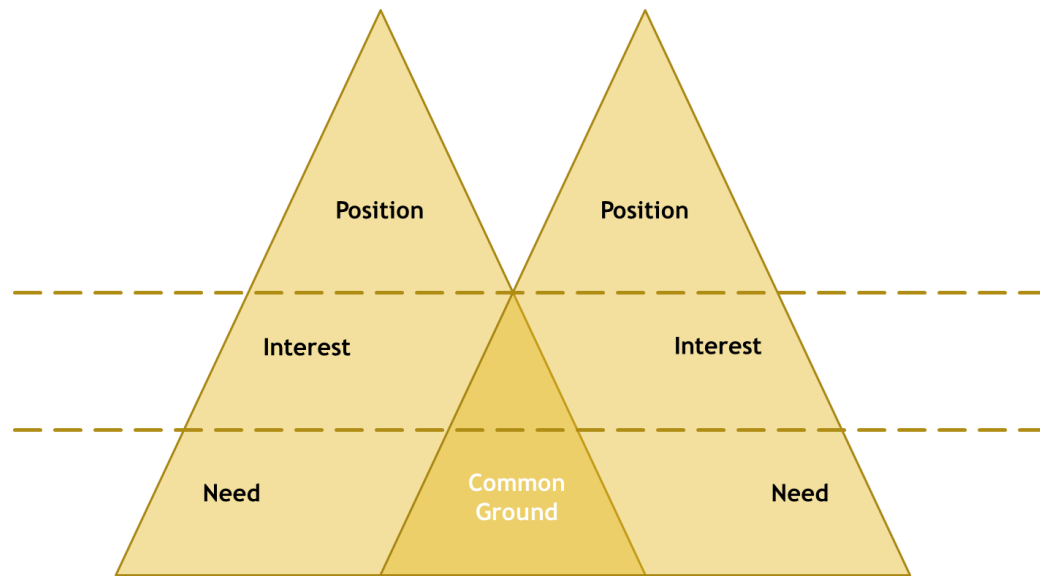 Position
Position
Interest
Interest
Need
Common
Ground
Need